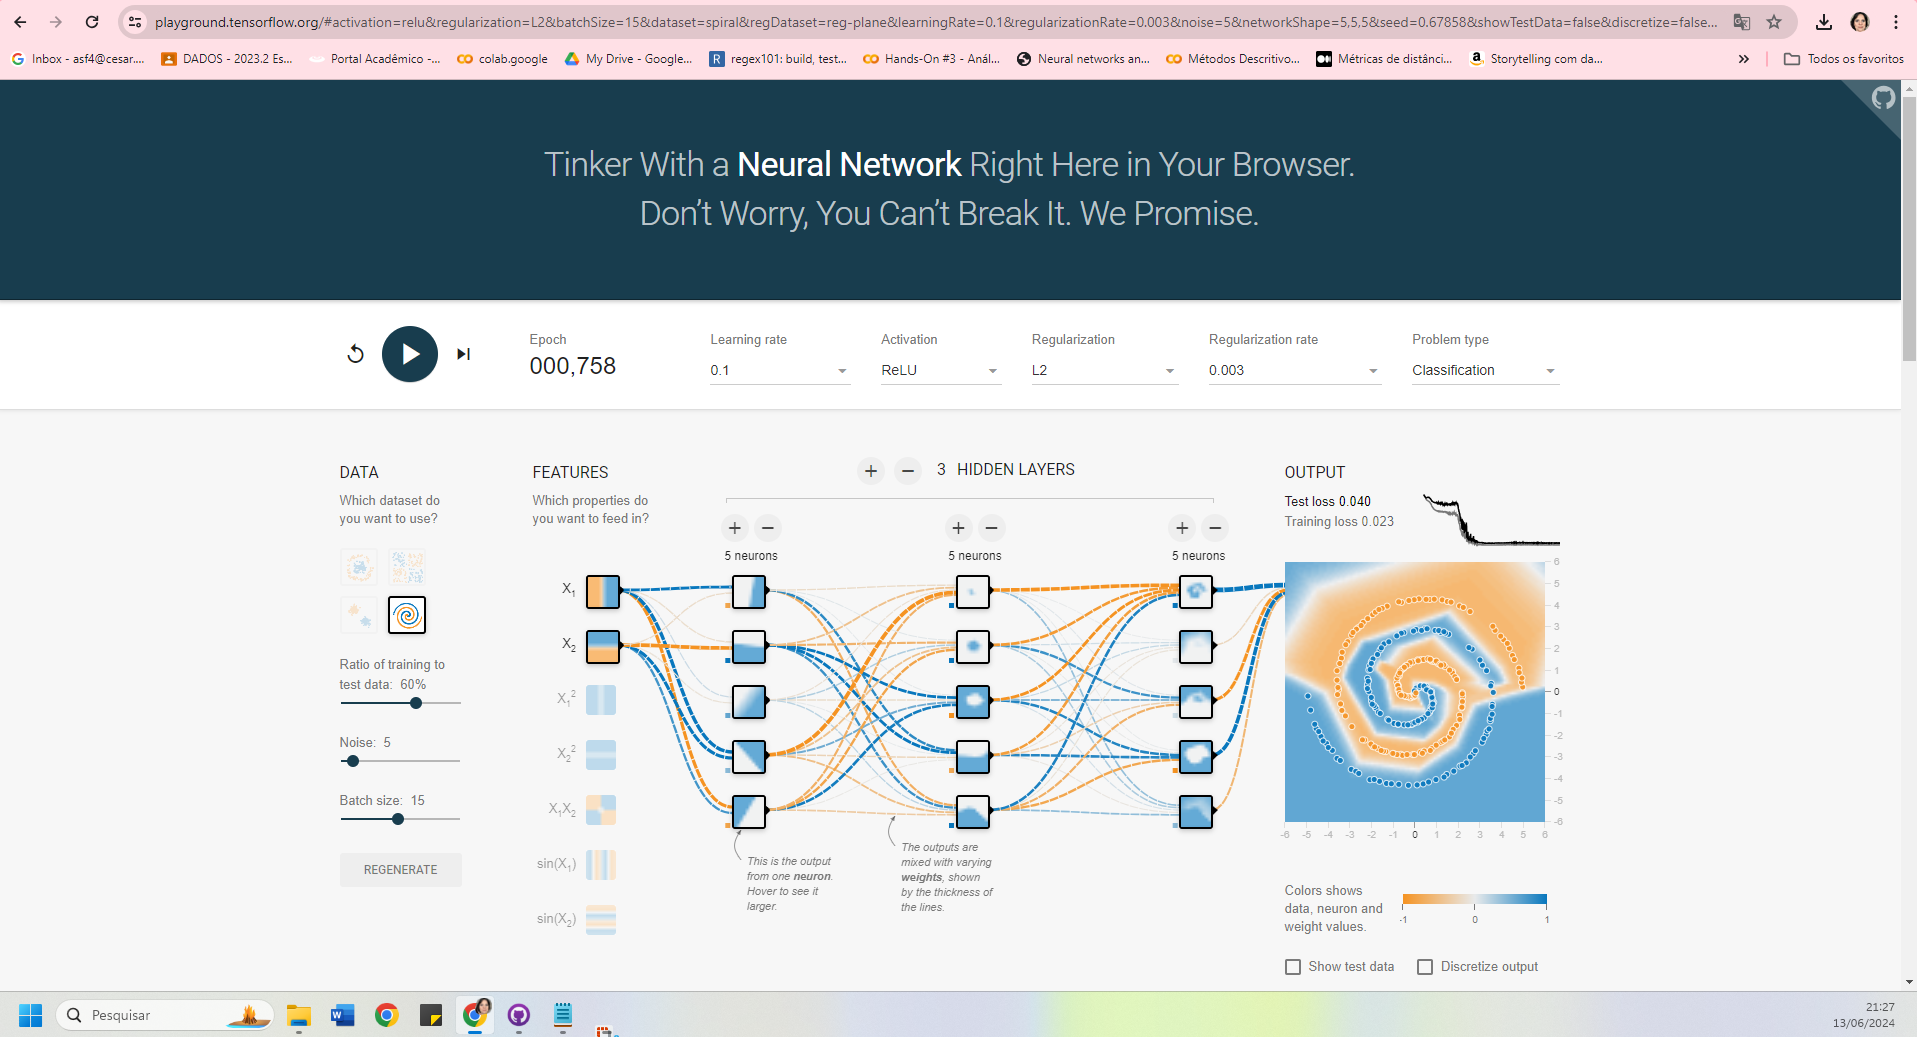 playground.tensorflow.org/#activation=relu&regularization=L2&batchSize=15&dataset=spiral&regDataset=reg-plane&learningRate=0.1&regularizationRate=0.003&noise=5&networkShape=5,5,5&seed=0.67858&showTestData=false&discretize=false...
Inbox - asf4@cesar....
DADOS - 2023.2 Es...
Portal Acadêmico -...
colab.google
My Drive - Google...
R
regex101: build, test...
Hands-On #3 - Anál...
Neural networks an...
Métodos Descritivo...
Métricas de distânci...
Storytelling com da...
Todos os favoritos
Tinker With a Neural Network Right Here in Your Browser.
Don't Worry, You Can't Break It. We Promise.
Epoch
000,758
Learning rate
0.1
Activation
ReLU
Regularization
L2
Regularization rate
0.003
Problem type
Classification
DATA
Which dataset do
you want to use?
Ratio of training to
test data: 60%
Noise: 5
Batch size: 15
REGENERATE
FEATURES
Which properties do
you want to feed in?
X1
X2
X1²
X2²
X1X2
sin(X1)
sin(X2)
+ − 3 HIDDEN LAYERS
+ − + − + −
5 neurons 5 neurons 5 neurons
This is the output
from one neuron.
Hover to see it
larger.
The outputs are
mixed with varying
weights, shown
by the thickness of
the lines.
OUTPUT
Test loss 0.040
Training loss 0.023
6
5
4
3
2
1
0
-1
-2
-3
-4
-5
-6
-6 -5 -4 -3 -2 -1 0 1 2 3 4 5 6
Colors shows
data, neuron and
weight values.
-1 0 1
Show test data
Discretize output
Pesquisar
W
21:27
13/06/2024